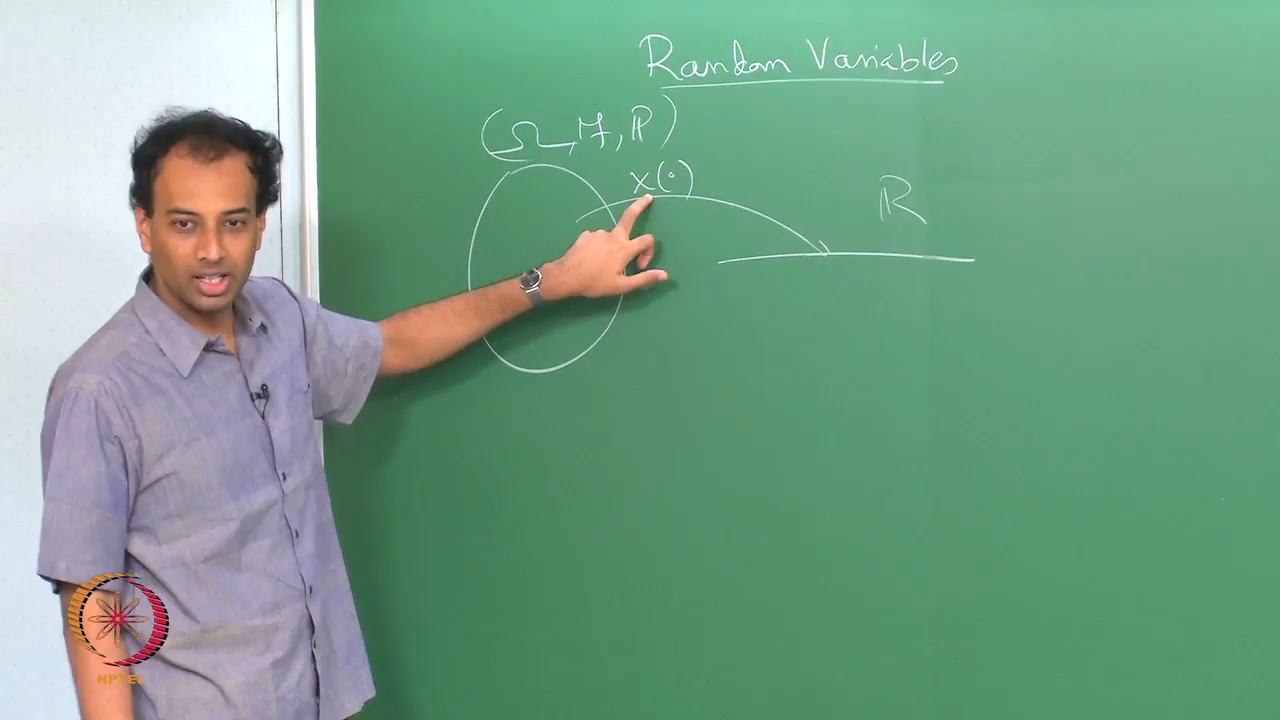 Random Variables
(Ω, ℱ, ℙ)
X(·)
ℝ
NPTEL